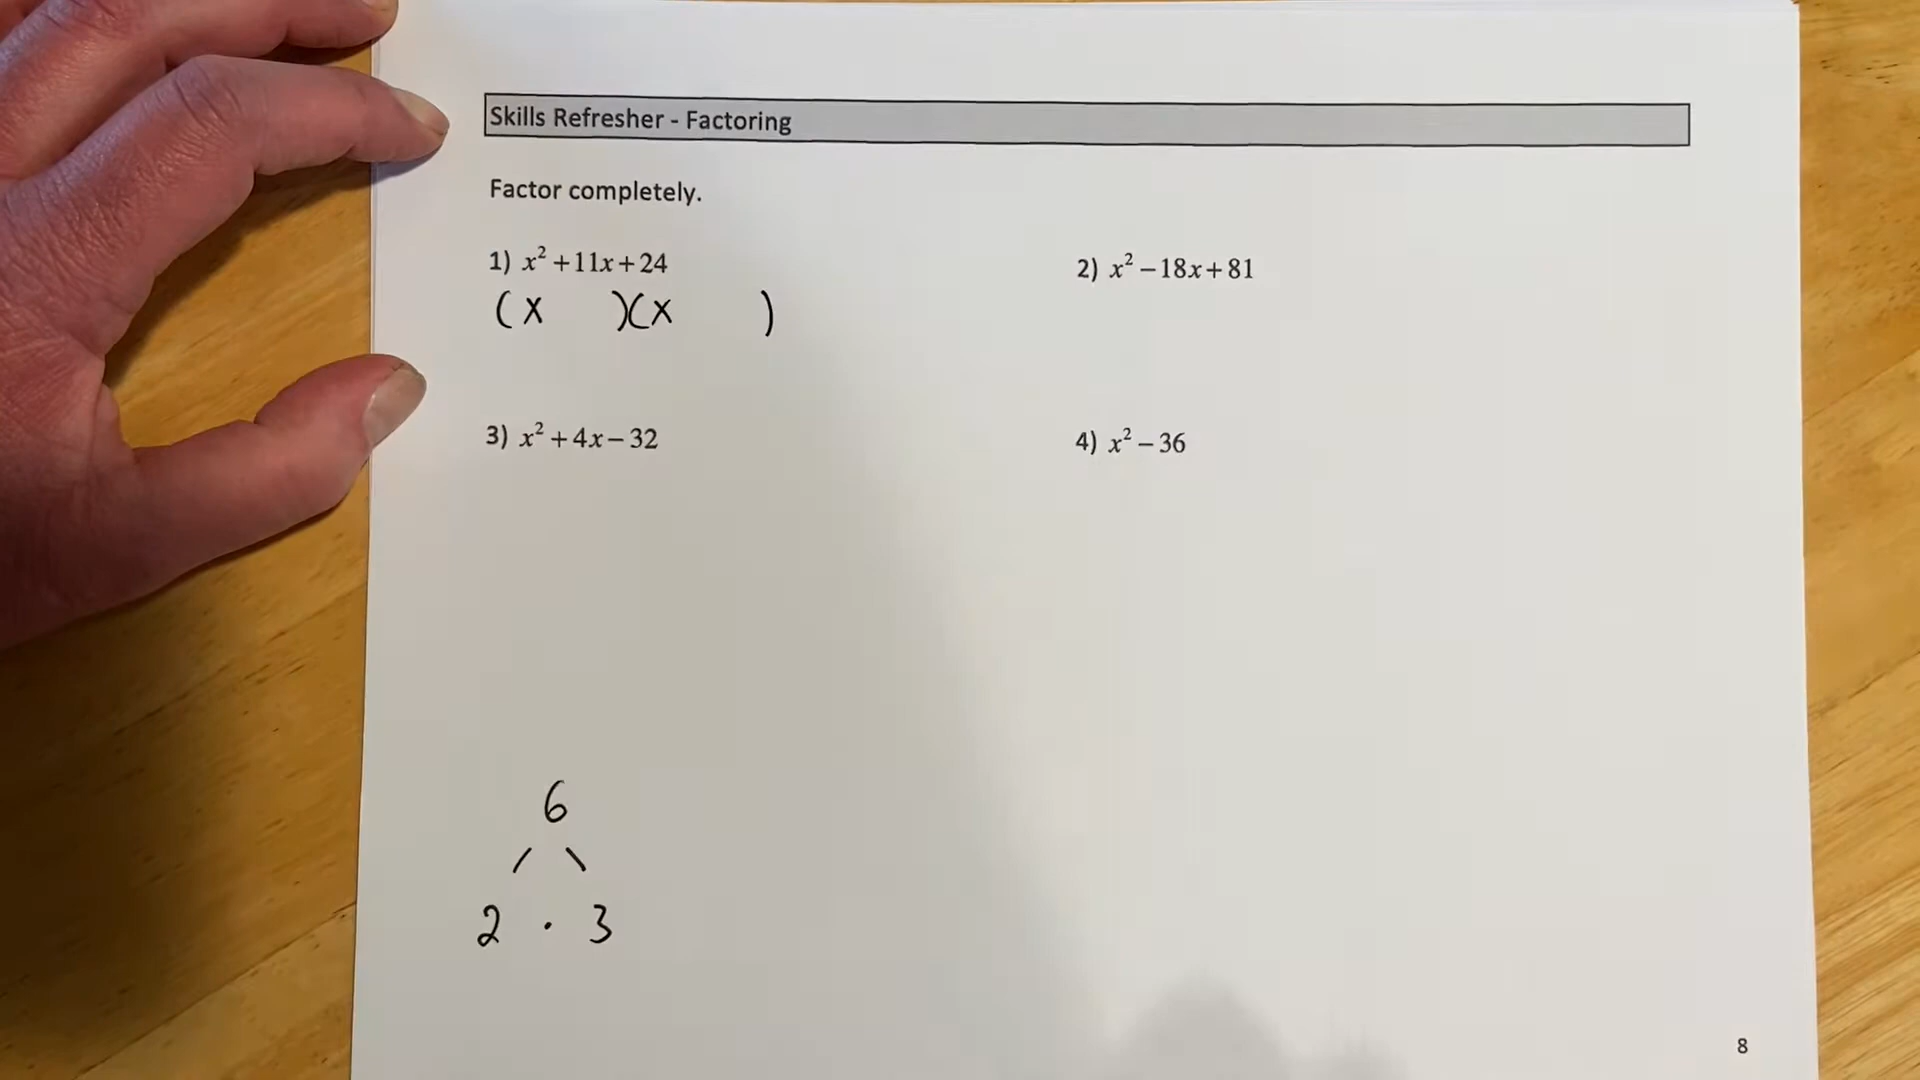 Skills Refresher - Factoring
Factor completely.
1) x² + 11x + 24
(x )(x )
2) x² – 18x + 81
3) x² + 4x – 32
4) x² – 36
6
2 · 3
8